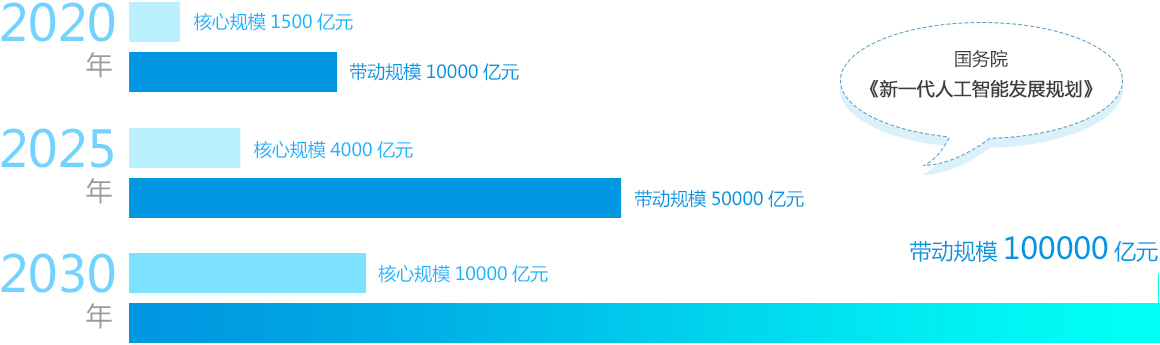 2020
年
核心规模 1500 亿元
带动规模 10000 亿元
国务院
《新一代人工智能发展规划》
2025
年
核心规模 4000 亿元
带动规模 50000 亿元
2030
年
核心规模 10000 亿元
带动规模 100000 亿元